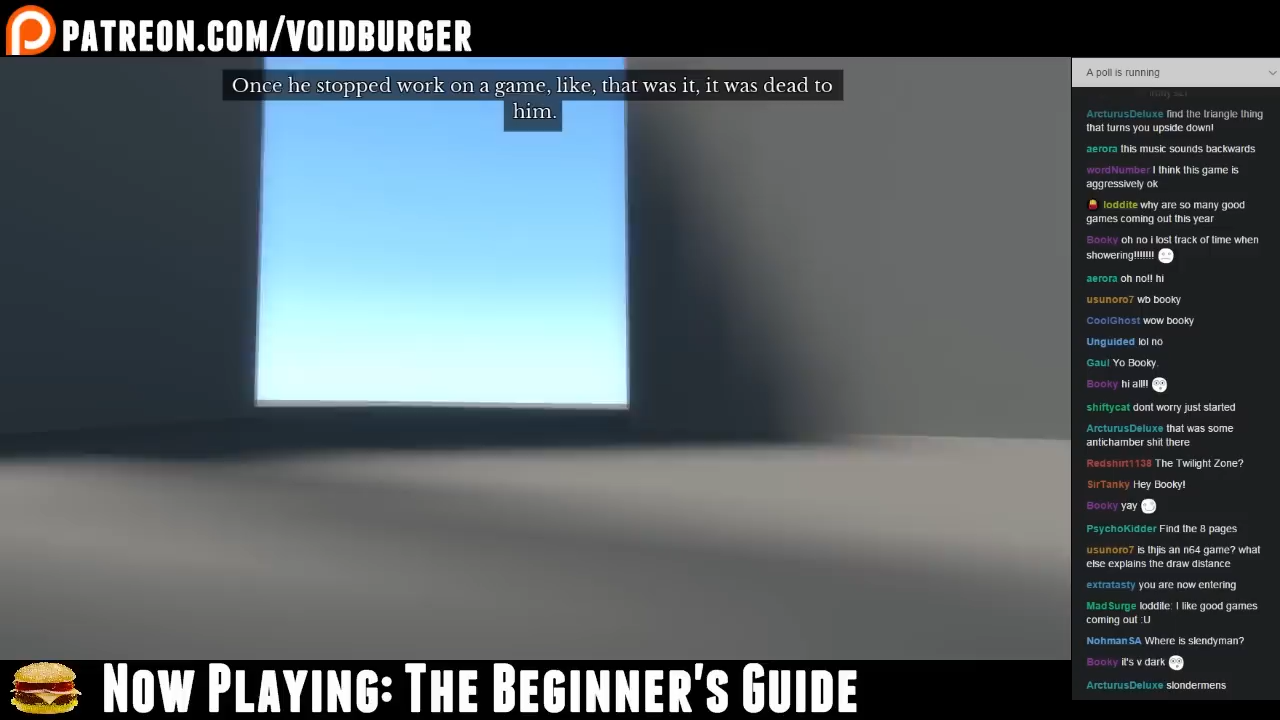 PATREON.COM/VOIDBURGER
Once he stopped work on a game, like, that was it, it was dead to
him.
A poll is running
ArcturusDeluxe find the triangle thing
that turns you upside down!
aerora this music sounds backwards
wordNumber I think this game is
aggressively ok
loddite why are so many good
games coming out this year
Booky oh no i lost track of time when
showering!!!!!!!
aerora oh no!! hi
usunoro7 wb booky
CoolGhost wow booky
Unguided lol no
Gaul Yo Booky.
Booky hi all!!
shiftycat dont worry just started
ArcturusDeluxe that was some
antichamber shit there
Redshirt1138 The Twilight Zone?
SirTanky Hey Booky!
Booky yay
PsychoKidder Find the 8 pages
usunoro7 is thjis an n64 game? what
else explains the draw distance
extratasty you are now entering
MadSurge loddite: I like good games
coming out :U
NohmanSA Where is slendyman?
Booky it's v dark
ArcturusDeluxe slondermens
NOW PLAYING: THE BEGINNER'S GUIDE